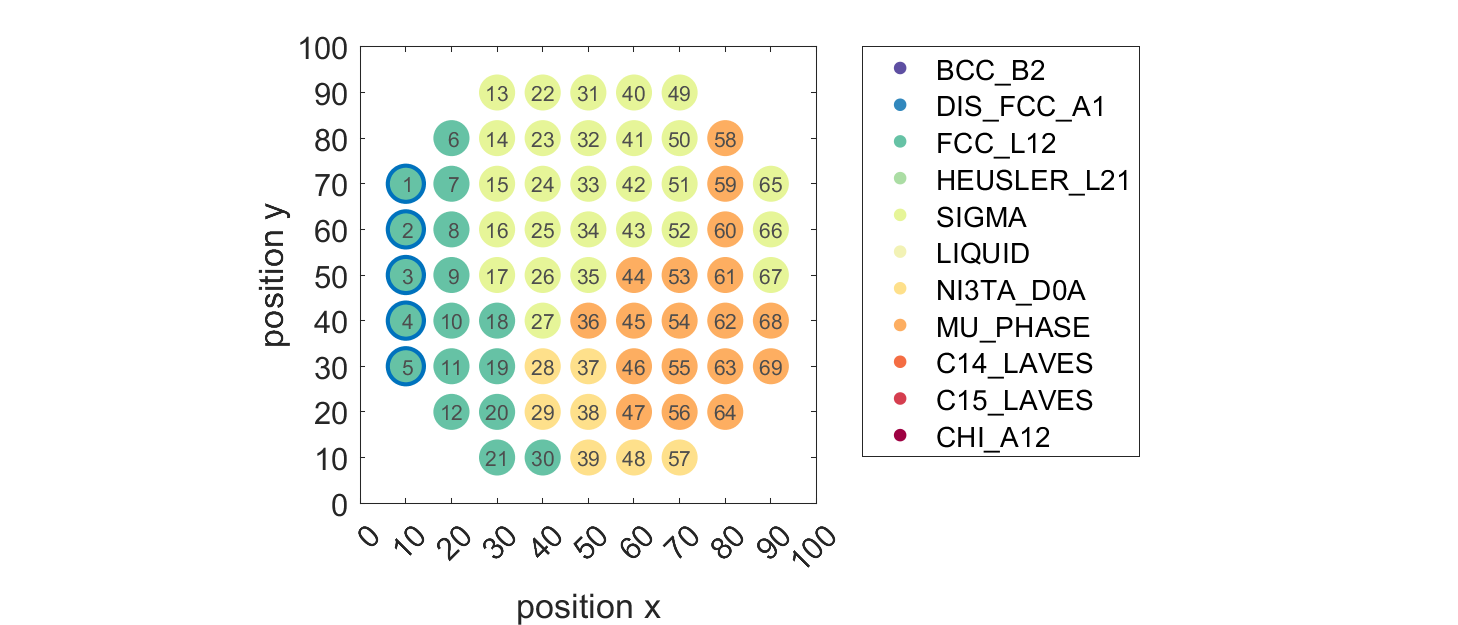 100
90 13 22 31 40 49
80 6 14 23 32 41 50 58
70 1 7 15 24 33 42 51 59 65
60 2 8 16 25 34 43 52 60 66
50 3 9 17 26 35 44 53 61 67
40 4 10 18 27 36 45 54 62 68
30 5 11 19 28 37 46 55 63 69
20 12 20 29 38 47 56 64
10 21 30 39 48 57
0
position y
0 10 20 30 40 50 60 70 80 90 100
position x
BCC_B2
DIS_FCC_A1
FCC_L12
HEUSLER_L21
SIGMA
LIQUID
NI3TA_D0A
MU_PHASE
C14_LAVES
C15_LAVES
CHI_A12